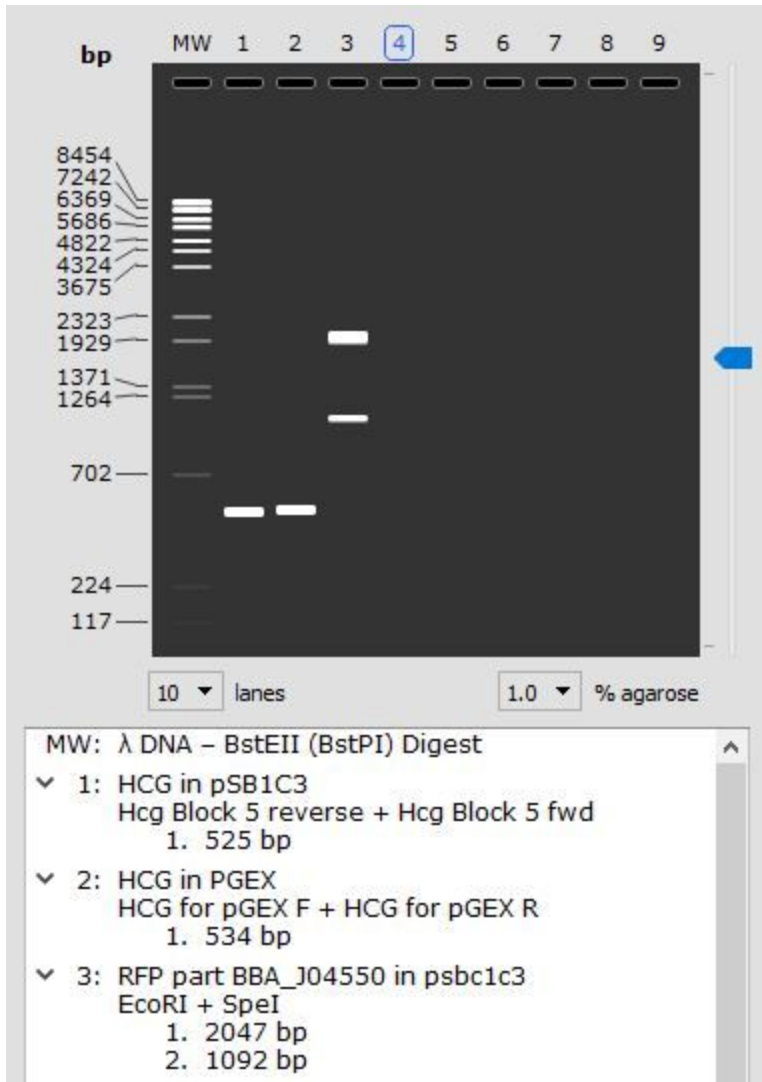 bp MW 1 2 3 4 5 6 7 8 9
8454
7242
6369
5686
4822
4324
3675
2323
1929
1371
1264
702
224
117
10 lanes 1.0 % agarose
MW: λ DNA – BstEII (BstPI) Digest
1: HCG in pSB1C3
Hcg Block 5 reverse + Hcg Block 5 fwd
1. 525 bp
2: HCG in PGEX
HCG for pGEX F + HCG for pGEX R
1. 534 bp
3: RFP part BBA_J04550 in psbc1c3
EcoRI + SpeI
1. 2047 bp
2. 1092 bp